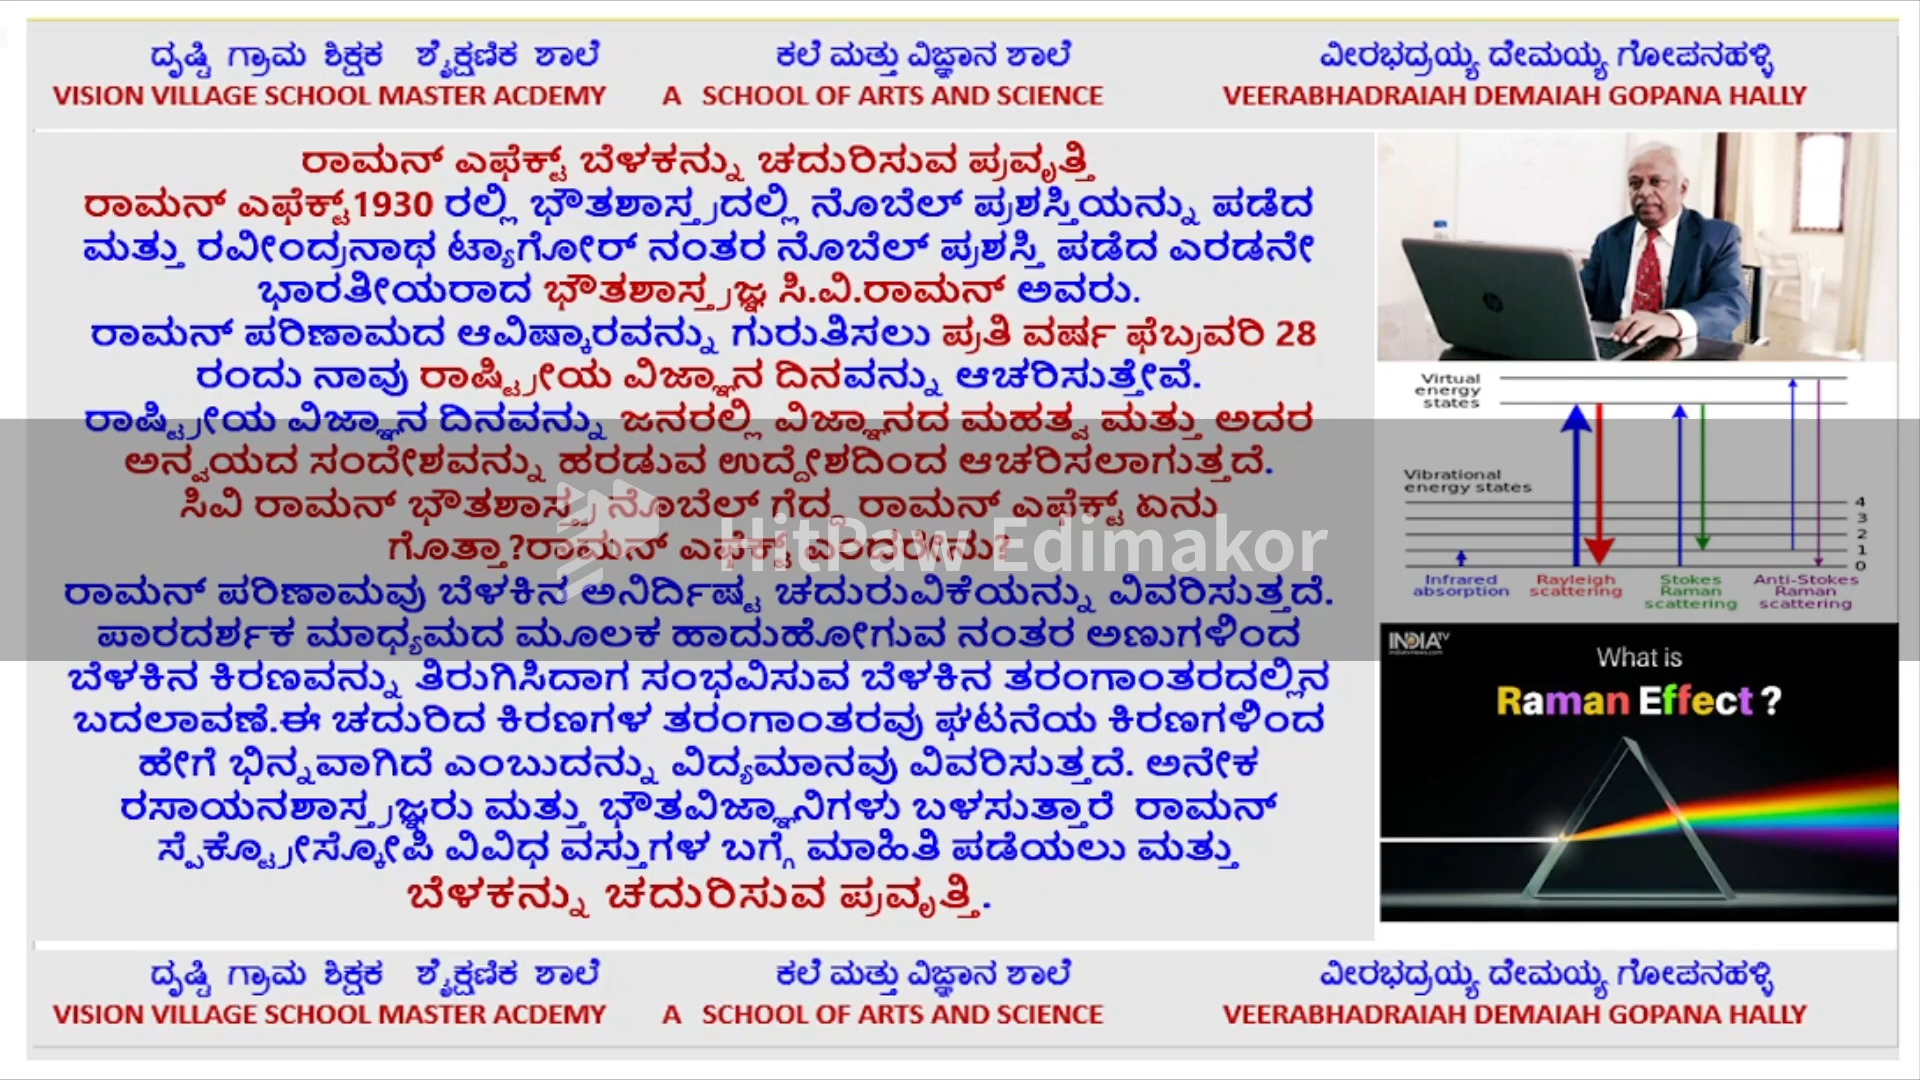 ದೃಷ್ಟಿ ಗ್ರಾಮ ಶಿಕ್ಷಕ ಶೈಕ್ಷಣಿಕ ಶಾಲೆ ಕಲೆ ಮತ್ತು ವಿಜ್ಞಾನ ಶಾಲೆ ವೀರಭದ್ರಯ್ಯ ದೇಮಯ್ಯ ಗೋಪನಹಳ್ಳಿ
VISION VILLAGE SCHOOL MASTER ACDEMY A SCHOOL OF ARTS AND SCIENCE VEERABHADRAIAH DEMAIAH GOPANA HALLY
ರಾಮನ್ ಎಫೆಕ್ಟ್ ಬೆಳಕನ್ನು ಚದುರಿಸುವ ಪ್ರವೃತ್ತಿ
ರಾಮನ್ ಎಫೆಕ್ಟ್1930 ರಲ್ಲಿ ಭೌತಶಾಸ್ತ್ರದಲ್ಲಿ ನೊಬೆಲ್ ಪ್ರಶಸ್ತಿಯನ್ನು ಪಡೆದ
ಮತ್ತು ರವೀಂದ್ರನಾಥ ಟ್ಯಾಗೋರ್ ನಂತರ ನೊಬೆಲ್ ಪ್ರಶಸ್ತಿ ಪಡೆದ ಎರಡನೇ
ಭಾರತೀಯರಾದ ಭೌತಶಾಸ್ತ್ರಜ್ಞ ಸಿ.ವಿ.ರಾಮನ್ ಅವರು.
ರಾಮನ್ ಪರಿಣಾಮದ ಆವಿಷ್ಕಾರವನ್ನು ಗುರುತಿಸಲು ಪ್ರತಿ ವರ್ಷ ಫೆಬ್ರವರಿ 28
ರಂದು ನಾವು ರಾಷ್ಟ್ರೀಯ ವಿಜ್ಞಾನ ದಿನವನ್ನು ಆಚರಿಸುತ್ತೇವೆ.
ರಾಷ್ಟ್ರೀಯ ವಿಜ್ಞಾನ ದಿನವನ್ನು ಜನರಲ್ಲಿ ವಿಜ್ಞಾನದ ಮಹತ್ವ ಮತ್ತು ಅದರ
ಅನ್ವಯದ ಸಂದೇಶವನ್ನು ಹರಡುವ ಉದ್ದೇಶದಿಂದ ಆಚರಿಸಲಾಗುತ್ತದೆ.
ಸಿವಿ ರಾಮನ್ ಭೌತಶಾಸ್ತ್ರ ನೊಬೆಲ್ ಗೆದ್ದ ರಾಮನ್ ಎಫೆಕ್ಟ್ ಏನು
ಗೊತ್ತಾ?ರಾಮನ್ ಎಫೆಕ್ಟ್ ಎಂದರೇನು?
HitPaw Edimakor
ರಾಮನ್ ಪರಿಣಾಮವು ಬೆಳಕಿನ ಅನಿರ್ದಿಷ್ಟ ಚದುರುವಿಕೆಯನ್ನು ವಿವರಿಸುತ್ತದೆ.
ಪಾರದರ್ಶಕ ಮಾಧ್ಯಮದ ಮೂಲಕ ಹಾದುಹೋಗುವ ನಂತರ ಅಣುಗಳಿಂದ
ಬೆಳಕಿನ ಕಿರಣವನ್ನು ತಿರುಗಿಸಿದಾಗ ಸಂಭವಿಸುವ ಬೆಳಕಿನ ತರಂಗಾಂತರದಲ್ಲಿನ
ಬದಲಾವಣೆ.ಈ ಚದುರಿದ ಕಿರಣಗಳ ತರಂಗಾಂತರವು ಘಟನೆಯ ಕಿರಣಗಳಿಂದ
ಹೇಗೆ ಭಿನ್ನವಾಗಿದೆ ಎಂಬುದನ್ನು ವಿದ್ಯಮಾನವು ವಿವರಿಸುತ್ತದೆ. ಅನೇಕ
ರಸಾಯನಶಾಸ್ತ್ರಜ್ಞರು ಮತ್ತು ಭೌತವಿಜ್ಞಾನಿಗಳು ಬಳಸುತ್ತಾರೆ ರಾಮನ್
ಸ್ಪೆಕ್ಟ್ರೋಸ್ಕೋಪಿ ವಿವಿಧ ವಸ್ತುಗಳ ಬಗ್ಗೆ ಮಾಹಿತಿ ಪಡೆಯಲು ಮತ್ತು
ಬೆಳಕನ್ನು ಚದುರಿಸುವ ಪ್ರವೃತ್ತಿ.
Virtual
energy
states
Vibrational
energy states
4
3
2
1
0
Infrared absorption
Rayleigh scattering
Stokes Raman scattering
Anti-Stokes Raman scattering
INDIA TV
indiatvnews.com
What is
Raman Effect ?
ದೃಷ್ಟಿ ಗ್ರಾಮ ಶಿಕ್ಷಕ ಶೈಕ್ಷಣಿಕ ಶಾಲೆ ಕಲೆ ಮತ್ತು ವಿಜ್ಞಾನ ಶಾಲೆ ವೀರಭದ್ರಯ್ಯ ದೇಮಯ್ಯ ಗೋಪನಹಳ್ಳಿ
VISION VILLAGE SCHOOL MASTER ACDEMY A SCHOOL OF ARTS AND SCIENCE VEERABHADRAIAH DEMAIAH GOPANA HALLY